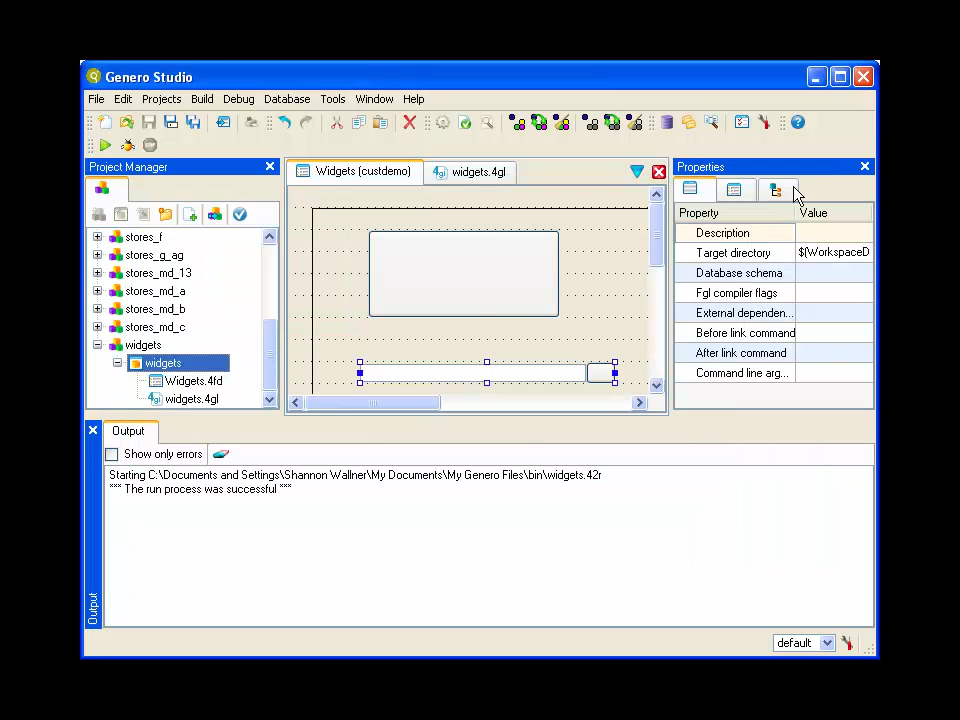 Genero Studio
File Edit Projects Build Debug Database Tools Window Help
Project Manager
stores_f
stores_g_ag
stores_md_13
stores_md_a
stores_md_b
stores_md_c
widgets
widgets
Widgets.4fd
widgets.4gl
Widgets (custdemo)
widgets.4gl
Properties
Property Value
Description
Target directory $(WorkspaceD
Database schema
Fgl compiler flags
External dependen...
Before link command
After link command
Command line arg...
Output
Output
Show only errors
Starting C:\Documents and Settings\Shannon Wallner\My Documents\My Genero Files\bin\widgets.42r
*** The run process was successful ***
default